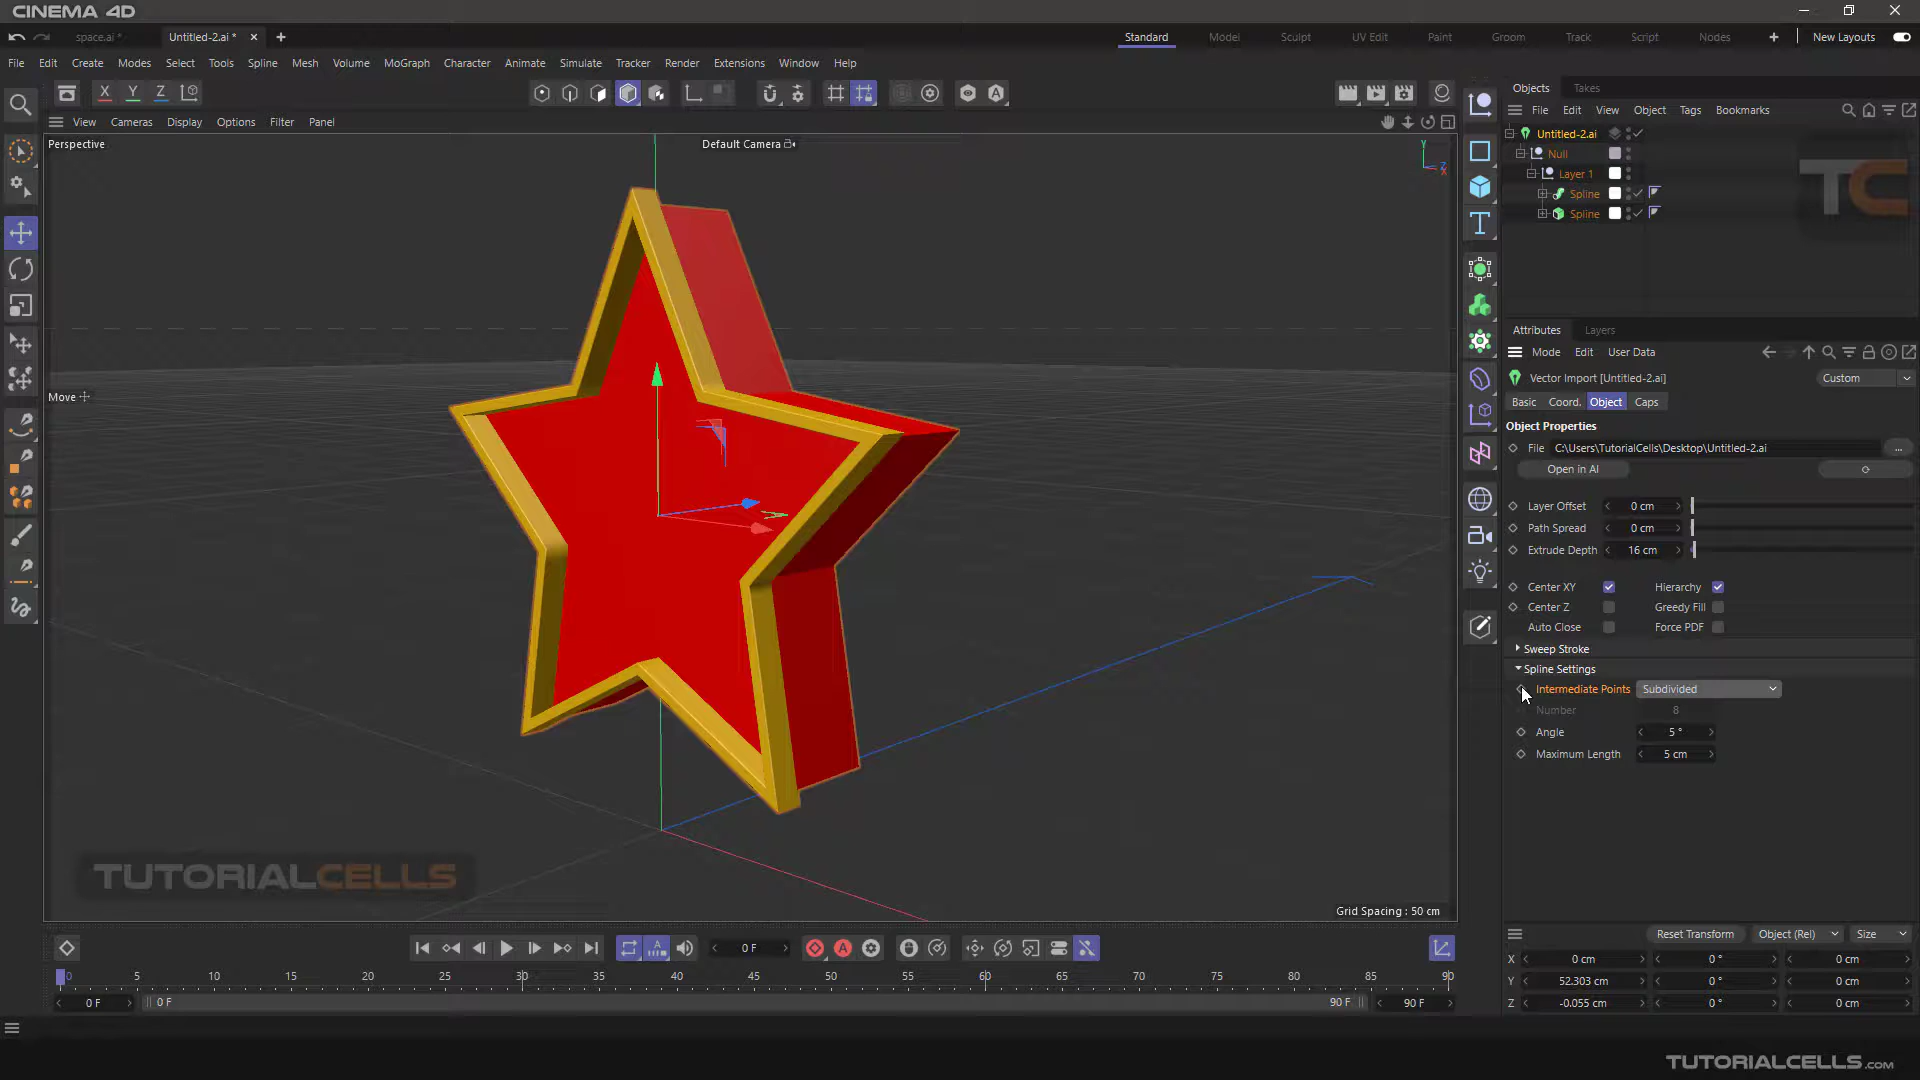 CINEMA 4D
space.ai *
Untitled-2.ai *
Standard
Model
Sculpt
UV Edit
Paint
Groom
Track
Script
Nodes
New Layouts
File Edit Create Modes Select Tools Spline Mesh Volume MoGraph Character Animate Simulate Tracker Render Extensions Window Help
X Y Z
View Cameras Display Options Filter Panel
Perspective
Default Camera
Move
Objects Takes
File Edit View Object Tags Bookmarks
Untitled-2.ai
Null
Layer 1
Spline
Spline
TC
Attributes Layers
Mode Edit User Data
Vector Import [Untitled-2.ai]
Custom
Basic Coord. Object Caps
Object Properties
File C:\Users\TutorialCells\Desktop\Untitled-2.ai ...
Open in AI
Layer Offset 0 cm
Path Spread 0 cm
Extrude Depth 16 cm
Center XY Hierarchy
Center Z Greedy Fill
Auto Close Force PDF
Sweep Stroke
Spline Settings
Intermediate Points Subdivided
Number 8
Angle 5 °
Maximum Length 5 cm
TUTORIALCELLS
Grid Spacing : 50 cm
0 F
0 5 10 15 20 25 30 35 40 45 50 55 60 65 70 75 80 85 90
0 F 0 F 90 F 90 F
Reset Transform Object (Rel) Size
X 0 cm 0 ° 0 cm
Y 52.303 cm 0 ° 0 cm
Z -0.055 cm 0 ° 0 cm
TUTORIALCELLS.COM